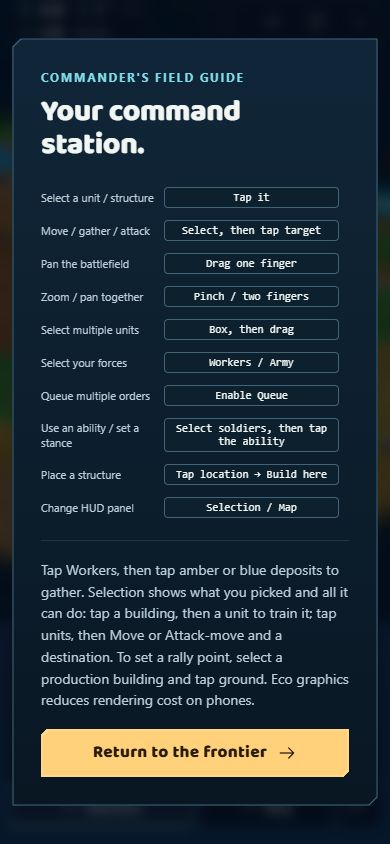 COMMANDER'S FIELD GUIDE
Your command
station.
Select a unit / structure Tap it
Move / gather / attack Select, then tap target
Pan the battlefield Drag one finger
Zoom / pan together Pinch / two fingers
Select multiple units Box, then drag
Select your forces Workers / Army
Queue multiple orders Enable Queue
Use an ability / set a stance Select soldiers, then tap the ability
Place a structure Tap location → Build here
Change HUD panel Selection / Map
Tap Workers, then tap amber or blue deposits to
gather. Selection shows what you picked and all it
can do: tap a building, then a unit to train it; tap
units, then Move or Attack-move and a
destination. To set a rally point, select a
production building and tap ground. Eco graphics
reduces rendering cost on phones.
Return to the frontier →